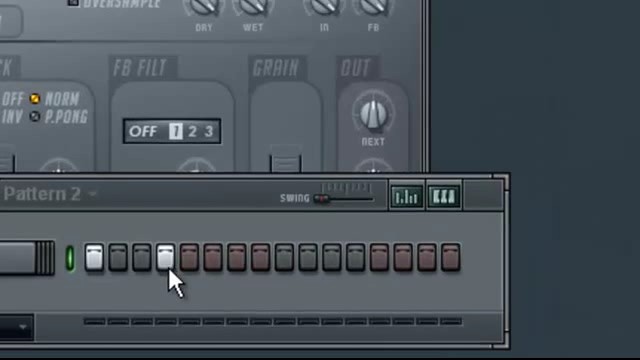 OVERSAMPLE
DRY WET IN FB
CK FB FILT GRAIN OUT
OFF NORM
INV P.PONG
OFF 1 2 3
NEXT
Pattern 2
SWING